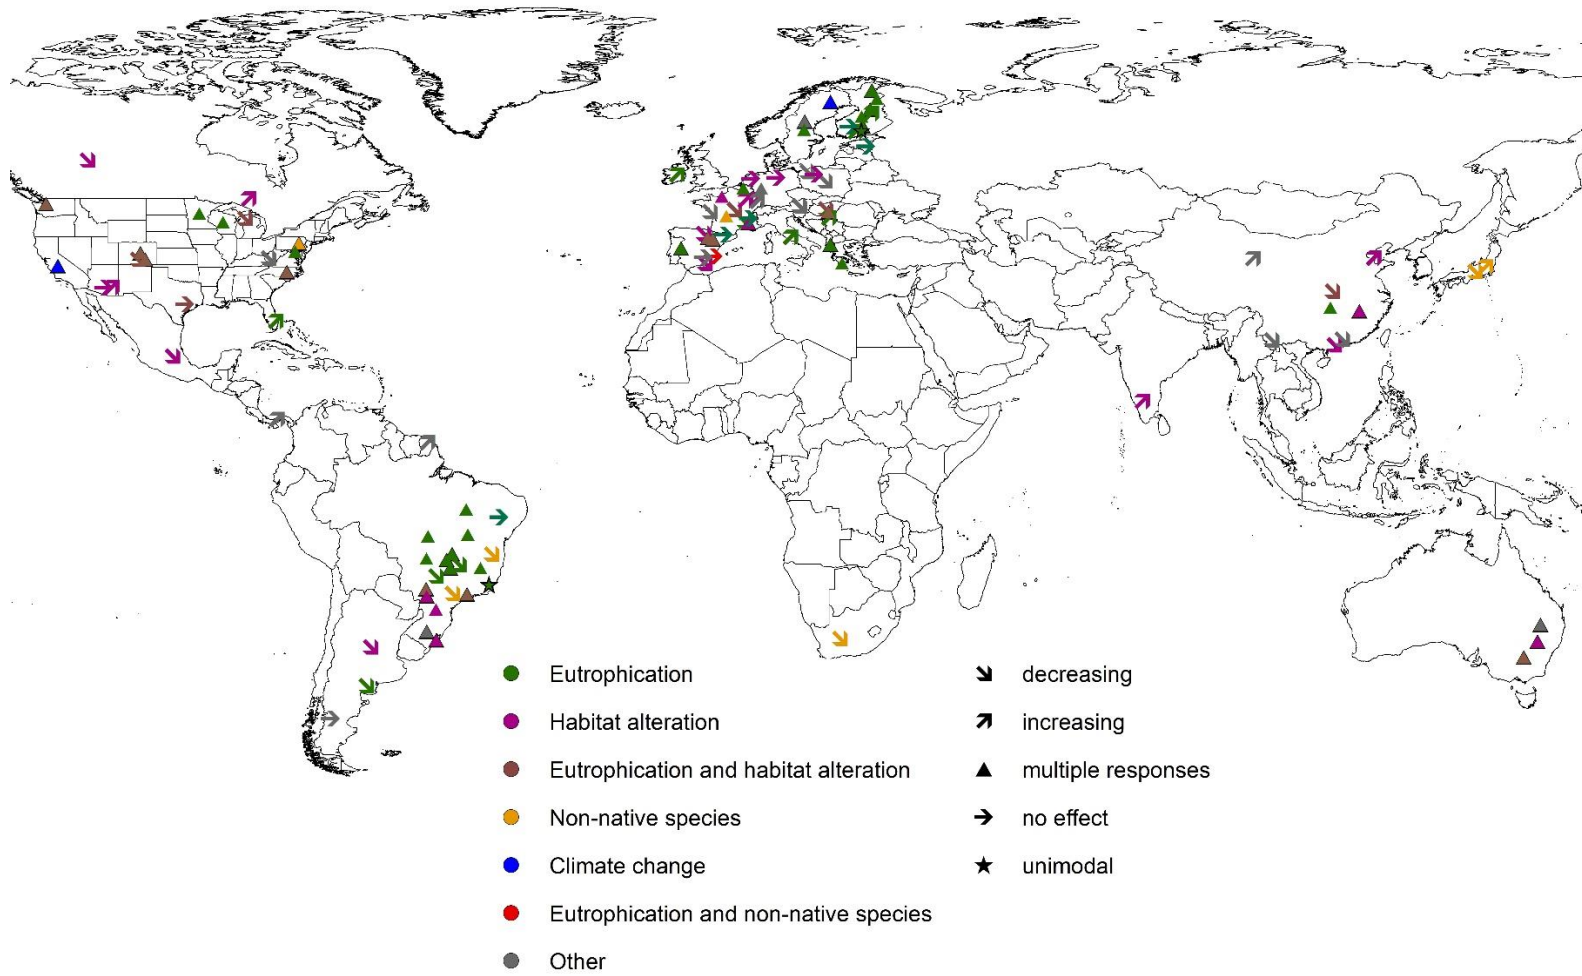 Eutrophication
Habitat alteration
Eutrophication and habitat alteration
Non-native species
Climate change
Eutrophication and non-native species
Other
decreasing
increasing
multiple responses
no effect
unimodal